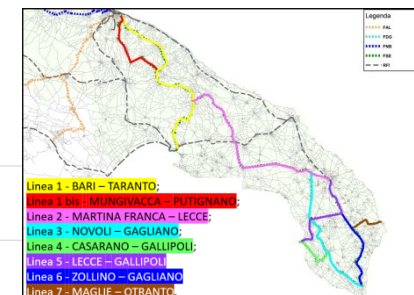 Legenda
FAL
FDG
FNB
FSE
RFI
Linea 1 - BARI – TARANTO;
Linea 1 bis - MUNGIVACCA – PUTIGNANO;
Linea 2 - MARTINA FRANCA – LECCE;
Linea 3 - NOVOLI – GAGLIANO;
Linea 4 - CASARANO – GALLIPOLI;
Linea 5 - LECCE – GALLIPOLI
Linea 6 - ZOLLINO – GAGLIANO
Linea 7 - MAGLIE – OTRANTO.